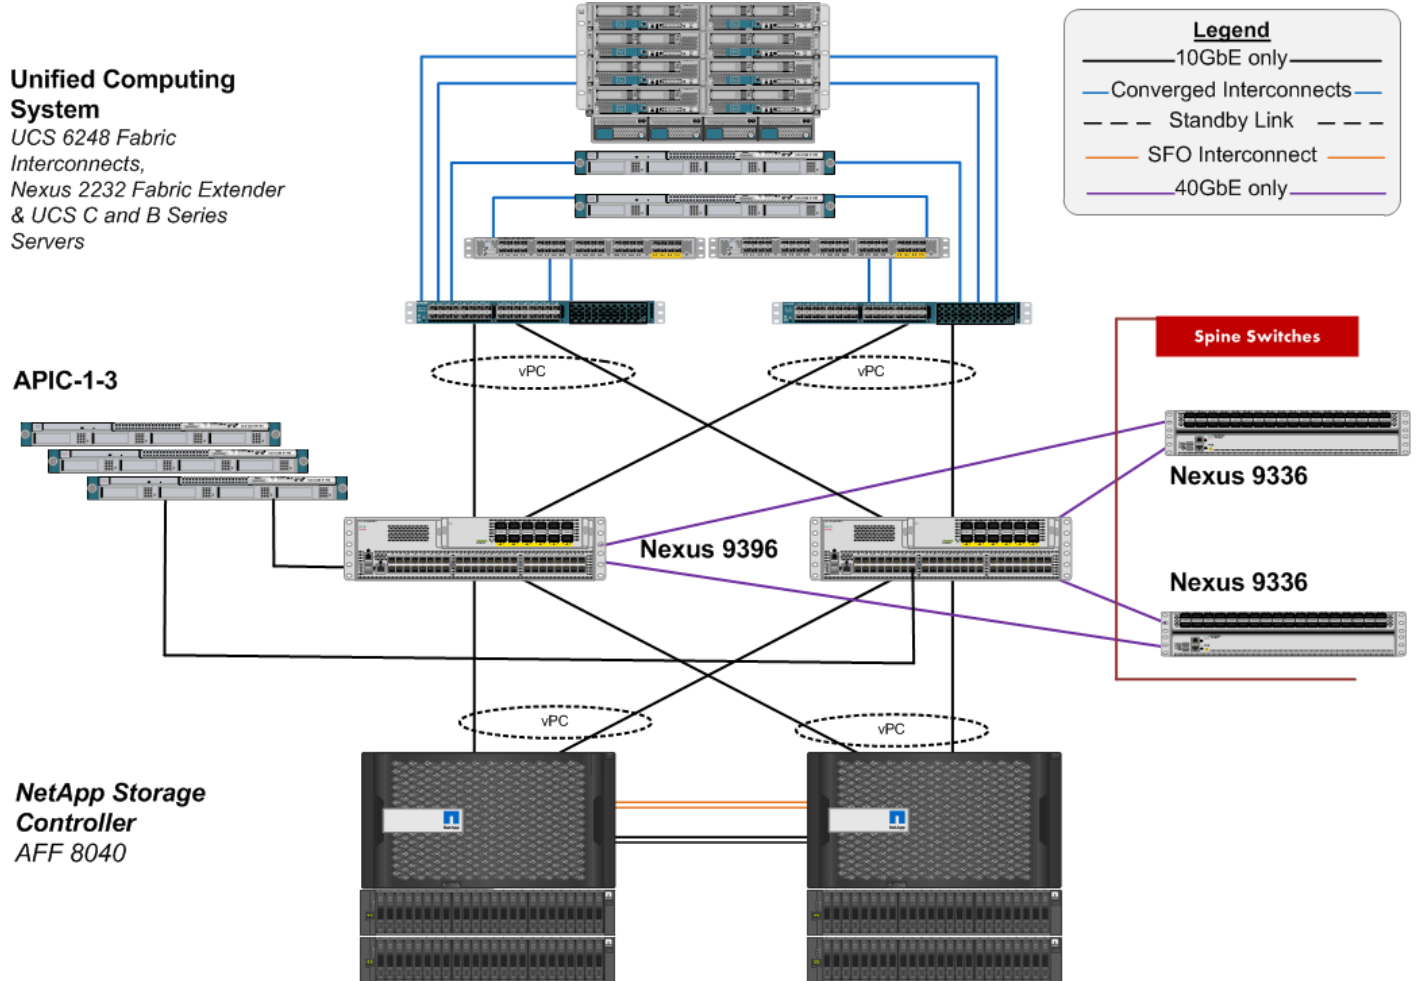 Unified Computing
System
UCS 6248 Fabric
Interconnects,
Nexus 2232 Fabric Extender
& UCS C and B Series
Servers
Legend
10GbE only
Converged Interconnects
Standby Link
SFO Interconnect
40GbE only
vPC
vPC
Spine Switches
APIC-1-3
Nexus 9336
Nexus 9396
Nexus 9336
vPC
vPC
NetApp Storage
Controller
AFF 8040
NetApp
NetApp